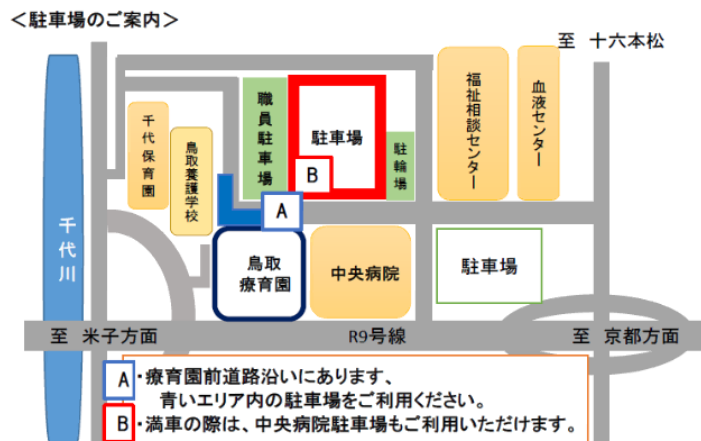 <駐車場のご案内>
至 十六本松
千代保育園
鳥取養護学校
職員駐車場
駐車場
B
駐輪場
福祉相談センター
血液センター
A
千代川
鳥取
療育園
中央病院
駐車場
至 米子方面
R9号線
至 京都方面
A・療育園前道路沿いにあります、
青いエリア内の駐車場をご利用ください。
B・満車の際は、中央病院駐車場もご利用いただけます。